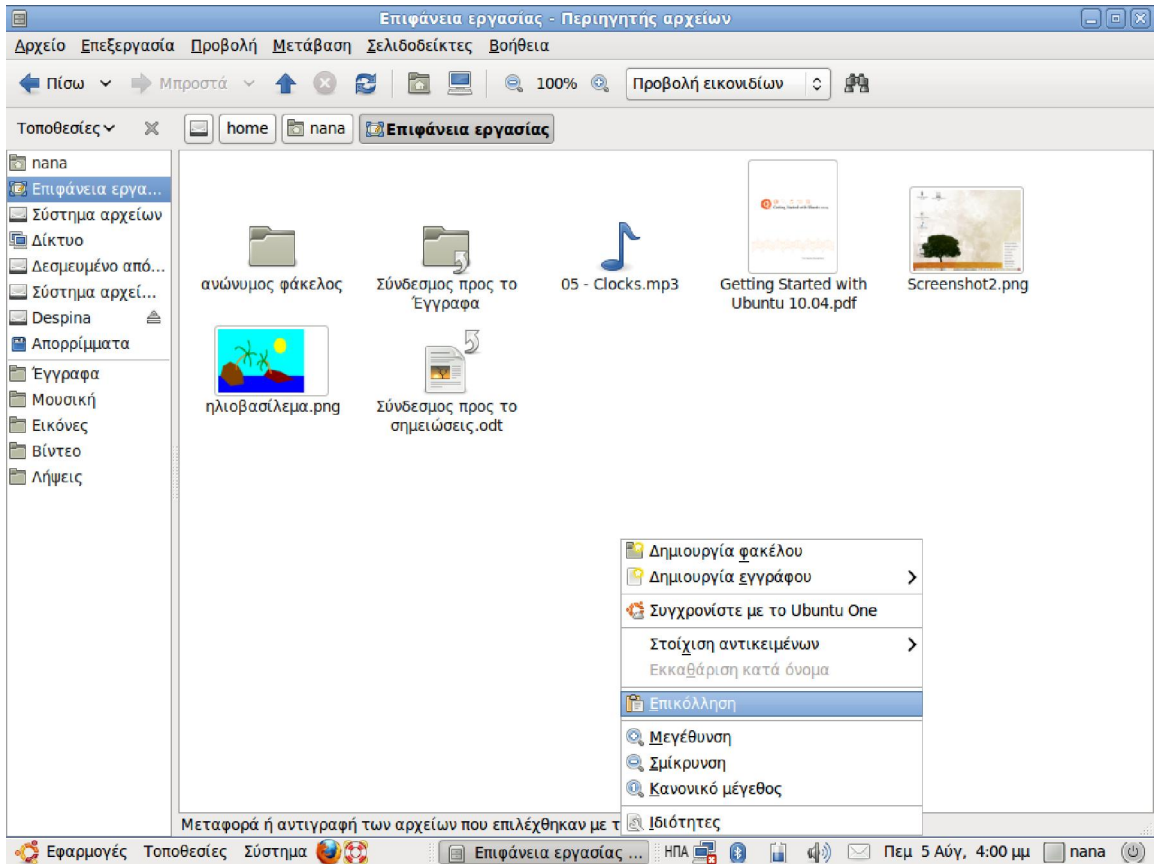 Επιφάνεια εργασίας - Περιηγητής αρχείων
Αρχείο Επεξεργασία Προβολή Μετάβαση Σελιδοδείκτες Βοήθεια
Πίσω Μπροστά 100% Προβολή εικονιδίων
Τοποθεσίες home nana Επιφάνεια εργασίας
nana
Επιφάνεια εργα...
Σύστημα αρχείων
Δίκτυο
Δεσμευμένο από...
Σύστημα αρχεί...
Despina
Απορρίμματα
Έγγραφα
Μουσική
Εικόνες
Βίντεο
Λήψεις
ανώνυμος φάκελος
Σύνδεσμος προς το
Έγγραφα
05 - Clocks.mp3
Getting Started with
Ubuntu 10.04.pdf
Screenshot2.png
ηλιοβασίλεμα.png
Σύνδεσμος προς το
σημειώσεις.odt
Δημιουργία φακέλου
Δημιουργία εγγράφου
Συγχρονίστε με το Ubuntu One
Στοίχιση αντικειμένων
Εκκαθάριση κατά όνομα
Επικόλληση
Μεγέθυνση
Σμίκρυνση
Κανονικό μέγεθος
Ιδιότητες
Μεταφορά ή αντιγραφή των αρχείων που επιλέχθηκαν με τ
Εφαρμογές Τοποθεσίες Σύστημα Επιφάνεια εργασίας ... ΗΠΑ Πεμ 5 Αύγ, 4:00 μμ nana